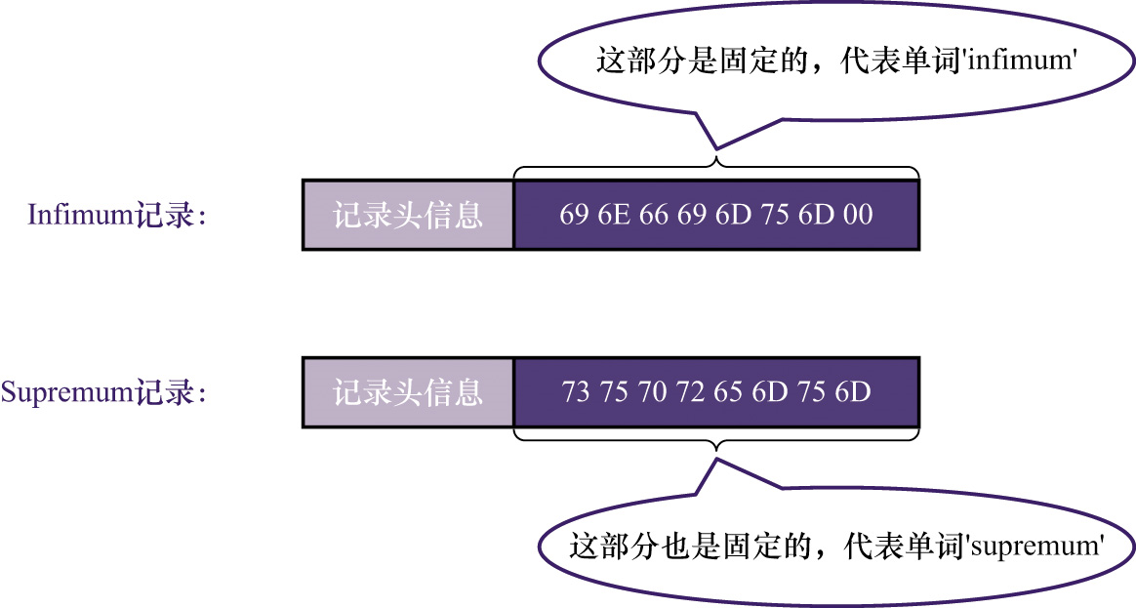 这部分是固定的，代表单词'infimum'
Infimum记录：
记录头信息
69 6E 66 69 6D 75 6D 00
Supremum记录：
记录头信息
73 75 70 72 65 6D 75 6D
这部分也是固定的，代表单词'supremum'